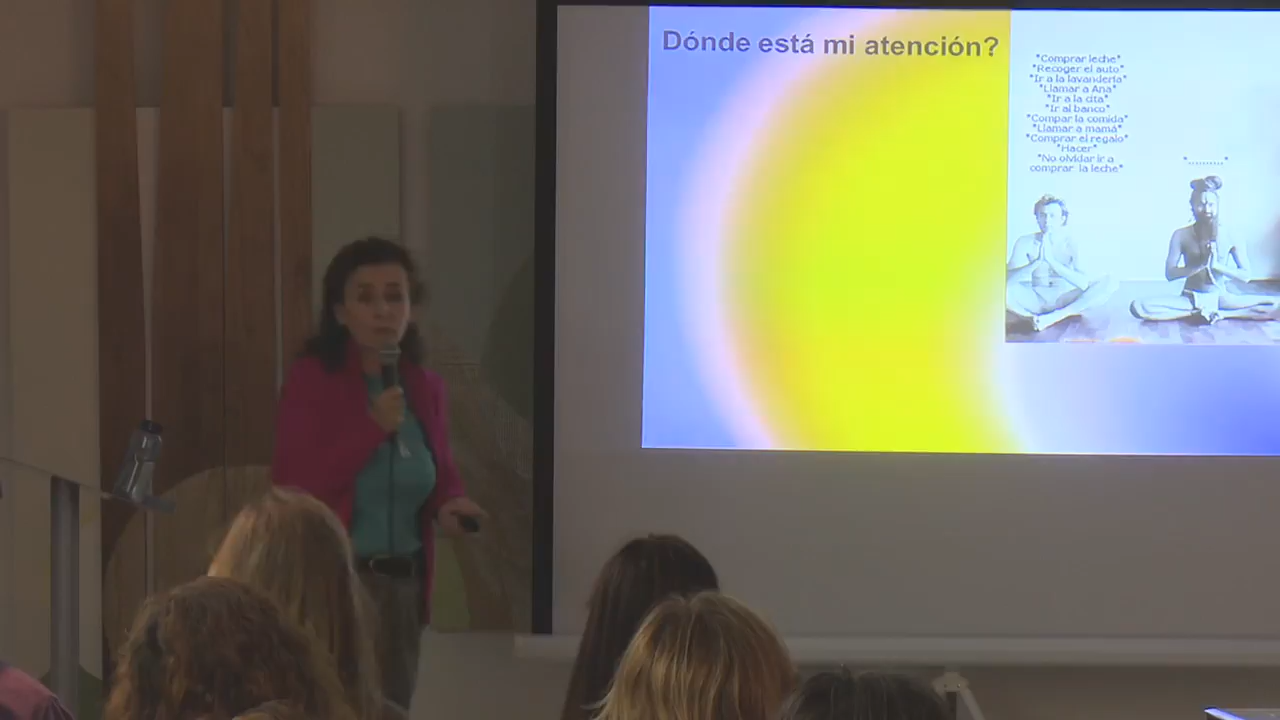 Dónde está mi atención?
"Comprar leche"
"Recoger el auto"
"Ir a la lavandería"
"Llamar a Ana"
"Ir a la cita"
"Ir al banco"
"Compar la comida"
"Llamar a mamá"
"Comprar el regalo"
"Hacer"
"No olvidar ir a
comprar la leche"
".........."